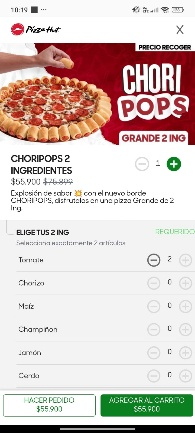 10:19
Pizza Hut
X
PRECIO RECOGER
CHORI
POPS
GRANDE 2 ING
CHORIPOPS 2
INGREDIENTES
1
$55.900 $75.899
Explosión de sabor 💥 con el nuevo borde
CHORIPOPS, disfrútalos en una pizza Grande de 2
Ing.
ELIGE TUS 2 ING
REQUERIDO
Selecciona exactamente 2 artículos
Tomate 2
Chorizo 0
Maíz 0
Champiñon 0
Jamón 0
Cerdo 0
HACER PEDIDO
$55.900
AGREGAR AL CARRITO
$55.900